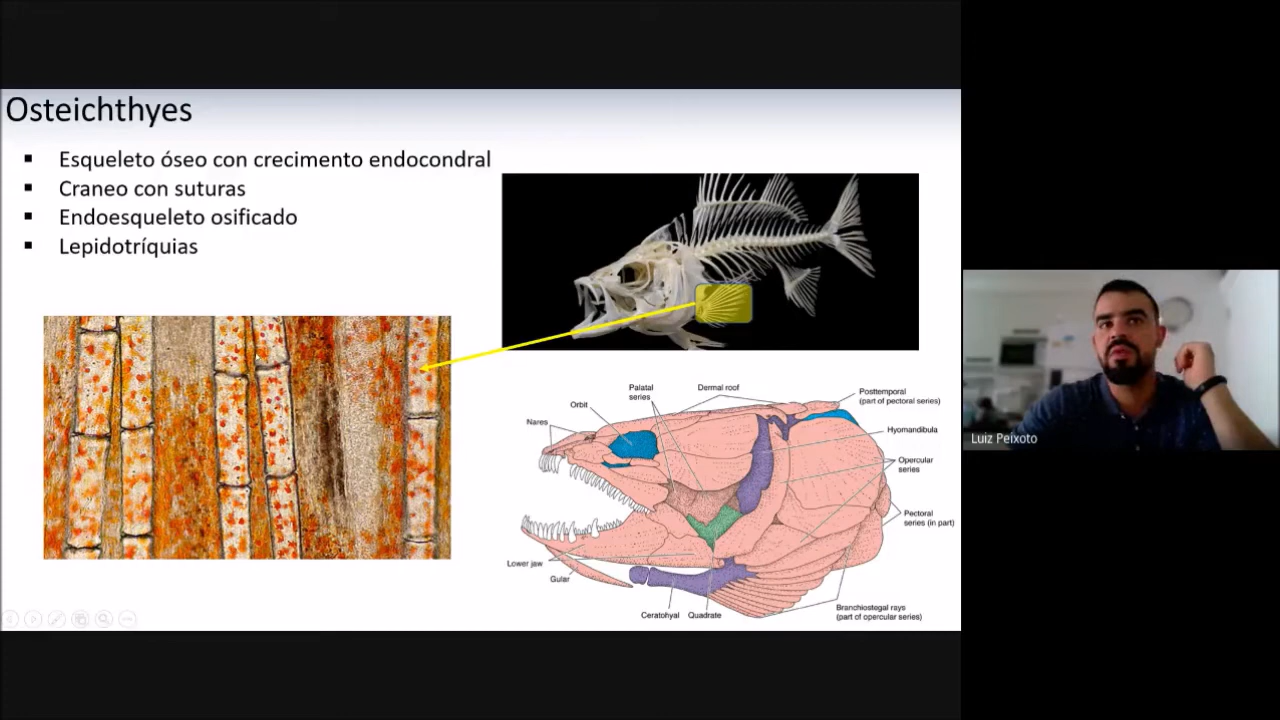 Osteichthyes
▪ Esqueleto óseo con crecimento endocondral
▪ Craneo con suturas
▪ Endoesqueleto osificado
▪ Lepidotríquias
Palatal
series
Dermal roof
Orbit
Nares
Posttemporal
(part of pectoral series)
Hyomandibula
Opercular
series
Pectoral
series (in part)
Lower jaw
Gular
Ceratohyal
Quadrate
Branchiostegal rays
(part of opercular series)
Luiz Peixoto